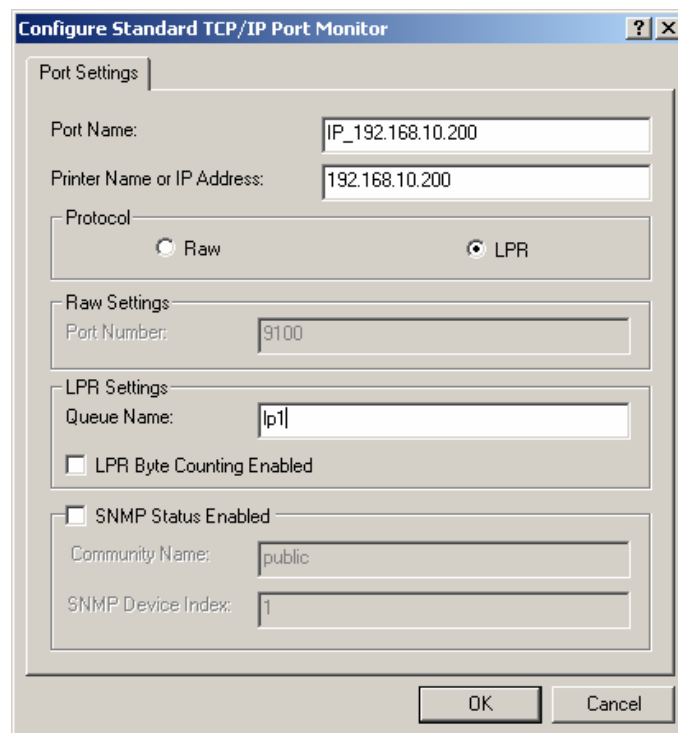 Configure Standard TCP/IP Port Monitor
Port Settings
Port Name: IP_192.168.10.200
Printer Name or IP Address: 192.168.10.200
Protocol
Raw LPR
Raw Settings
Port Number: 9100
LPR Settings
Queue Name: lp1
LPR Byte Counting Enabled
SNMP Status Enabled
Community Name: public
SNMP Device Index: 1
OK Cancel